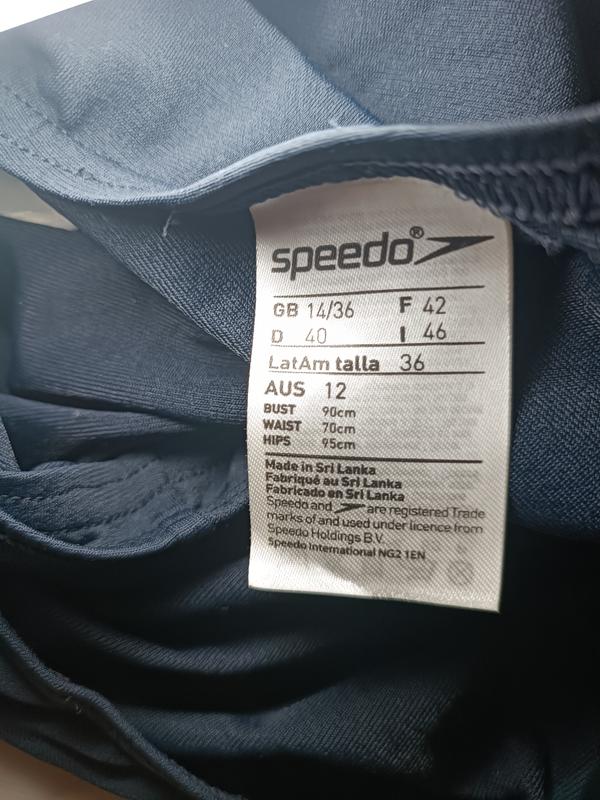 speedo®
GB 14/36 F 42
D 40 I 46
LatAm talla 36
AUS 12
BUST 90cm
WAIST 70cm
HIPS 95cm
Made in Sri Lanka
Fabriqué au Sri Lanka
Fabricado en Sri Lanka
Speedo and are registered Trade
marks of and used under licence from
Speedo Holdings B.V.
Speedo International NG2 1EN